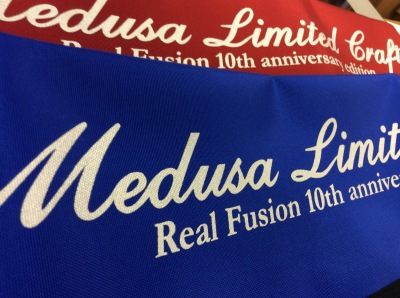 Medusa Limited Craft
Real Fusion 10th anniversary edition
Medusa Limit
Real Fusion 10th annive